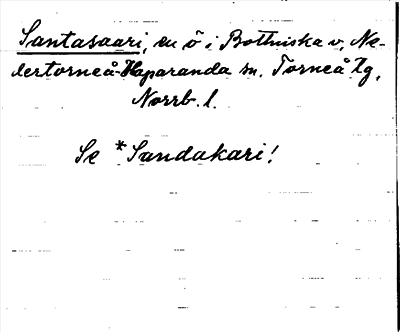 Santasaari, en ö i Bottniska v, Ne-
dertorneå-Haparanda sn. Torneå tg,
Norrb. l.
Se *Sandakari!